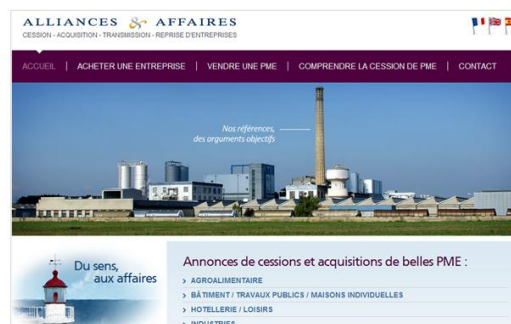 ALLIANCES & AFFAIRES
CESSION - ACQUISITION - TRANSMISSION - REPRISE D'ENTREPRISES
ACCUEIL | ACHETER UNE ENTREPRISE | VENDRE UNE PME | COMPRENDRE LA CESSION DE PME | CONTACT
Nos références,
des arguments objectifs
Du sens,
aux affaires
Annonces de cessions et acquisitions de belles PME :
> AGROALIMENTAIRE
> BÂTIMENT / TRAVAUX PUBLICS / MAISONS INDIVIDUELLES
> HOTELLERIE / LOISIRS
> INDUSTRIES